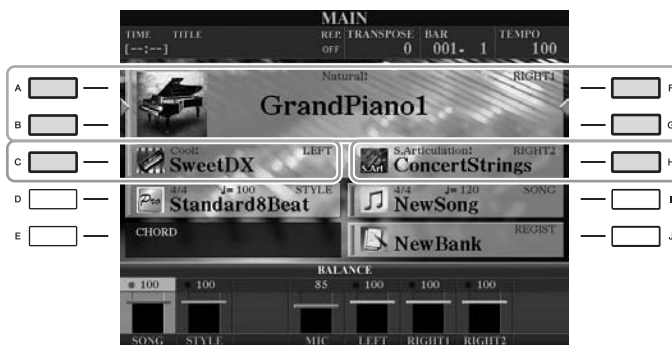 MAIN
TIME TITLE REP. TRANSPOSE BAR TEMPO
[--:--] OFF 0 001- 1 100
A Natural! RIGHT1 F
GrandPiano1
B G
Cool! LEFT S.Articulation! RIGHT2
C SweetDX S.Art ConcertStrings H
4/4 ♩= 100 STYLE 4/4 ♩= 120 SONG
D Pro Standard8Beat NewSong I
CHORD REGIST
E NewBank J
BALANCE
100 100 85 100 100 100
SONG STYLE MIC LEFT RIGHT1 RIGHT2